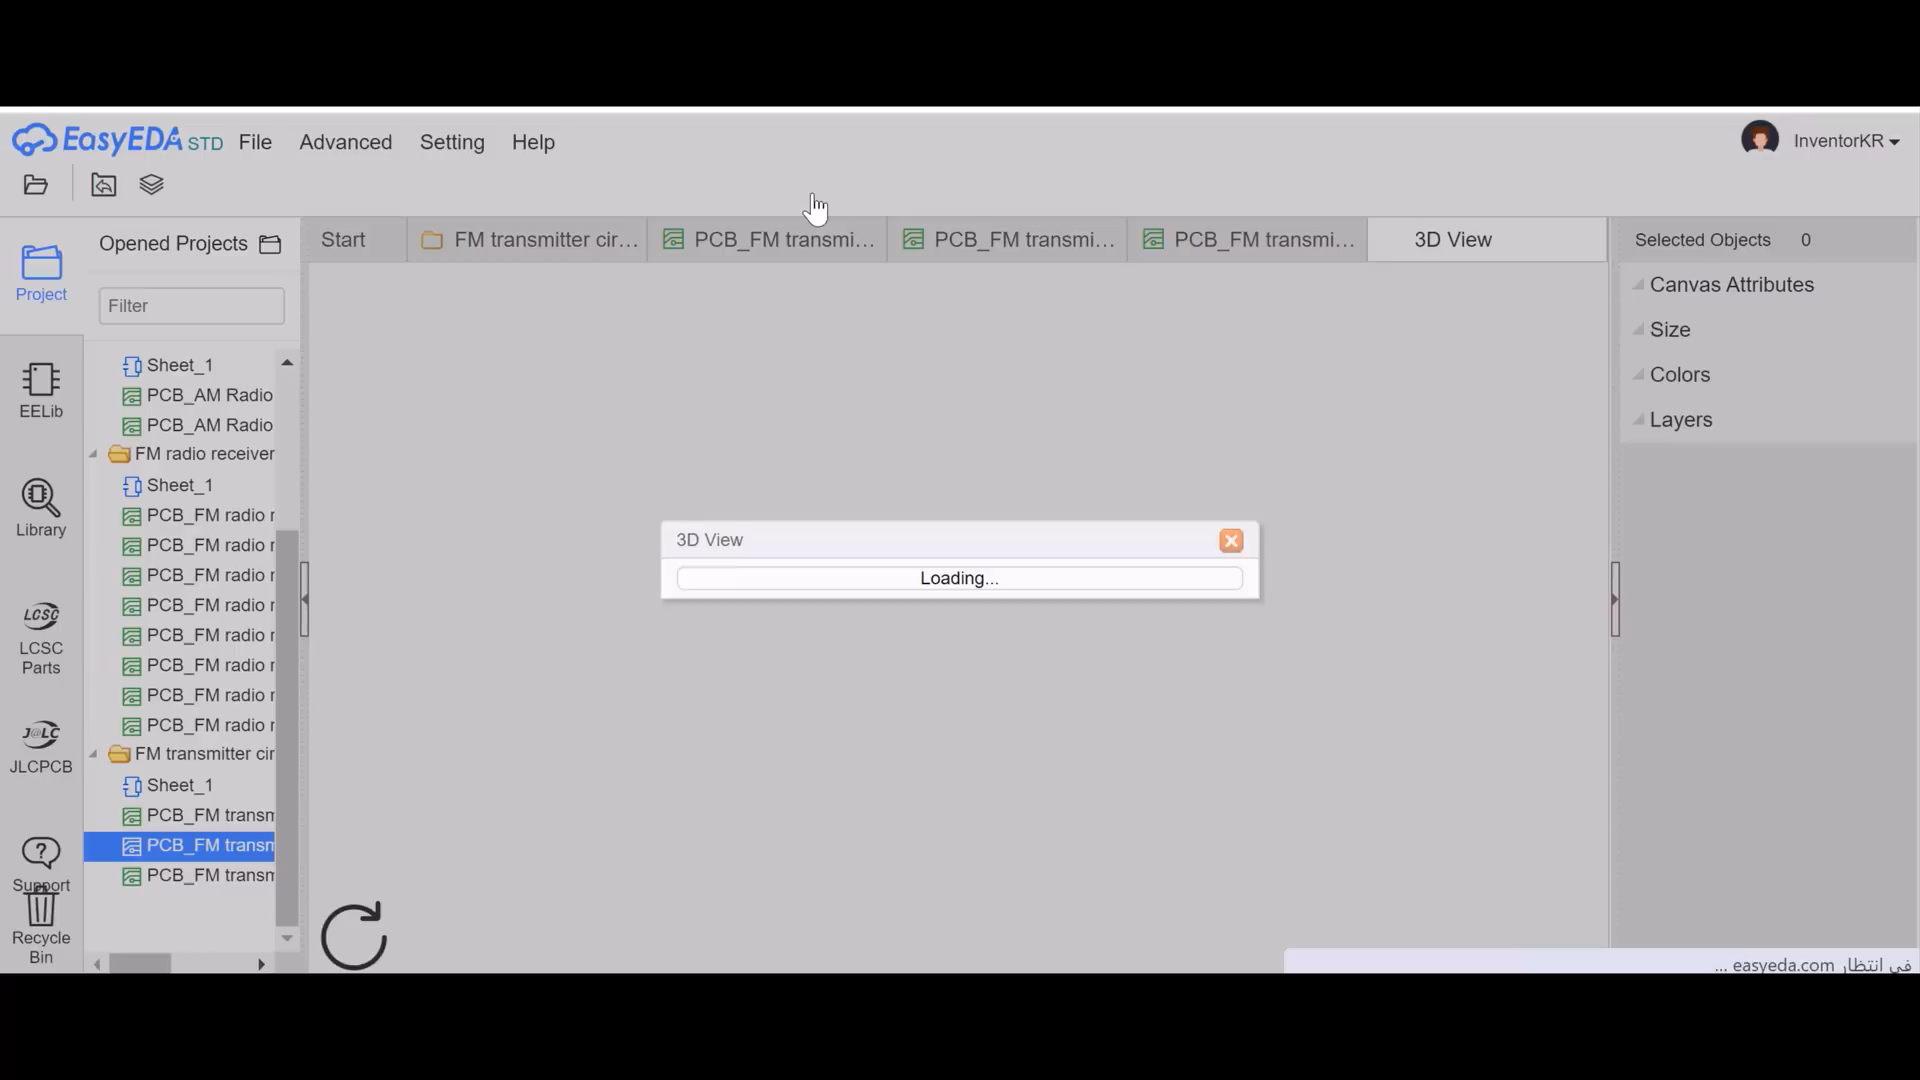 EasyEDA STD File Advanced Setting Help
InventorKR
Project
EELib
Library
LCSC
LCSC
Parts
J@LC
JLCPCB
Support
Recycle
Bin
Opened Projects
Filter
Sheet_1
PCB_AM Radio
PCB_AM Radio
FM radio receiver
Sheet_1
PCB_FM radio r
PCB_FM radio r
PCB_FM radio r
PCB_FM radio r
PCB_FM radio r
PCB_FM radio r
PCB_FM radio r
PCB_FM radio r
FM transmitter cir
Sheet_1
PCB_FM transm
PCB_FM transm
PCB_FM transm
Start FM transmitter cir... PCB_FM transmi... PCB_FM transmi... PCB_FM transmi... 3D View
3D View
Loading...
Selected Objects 0
Canvas Attributes
Size
Colors
Layers
في انتظار easyeda.com ...